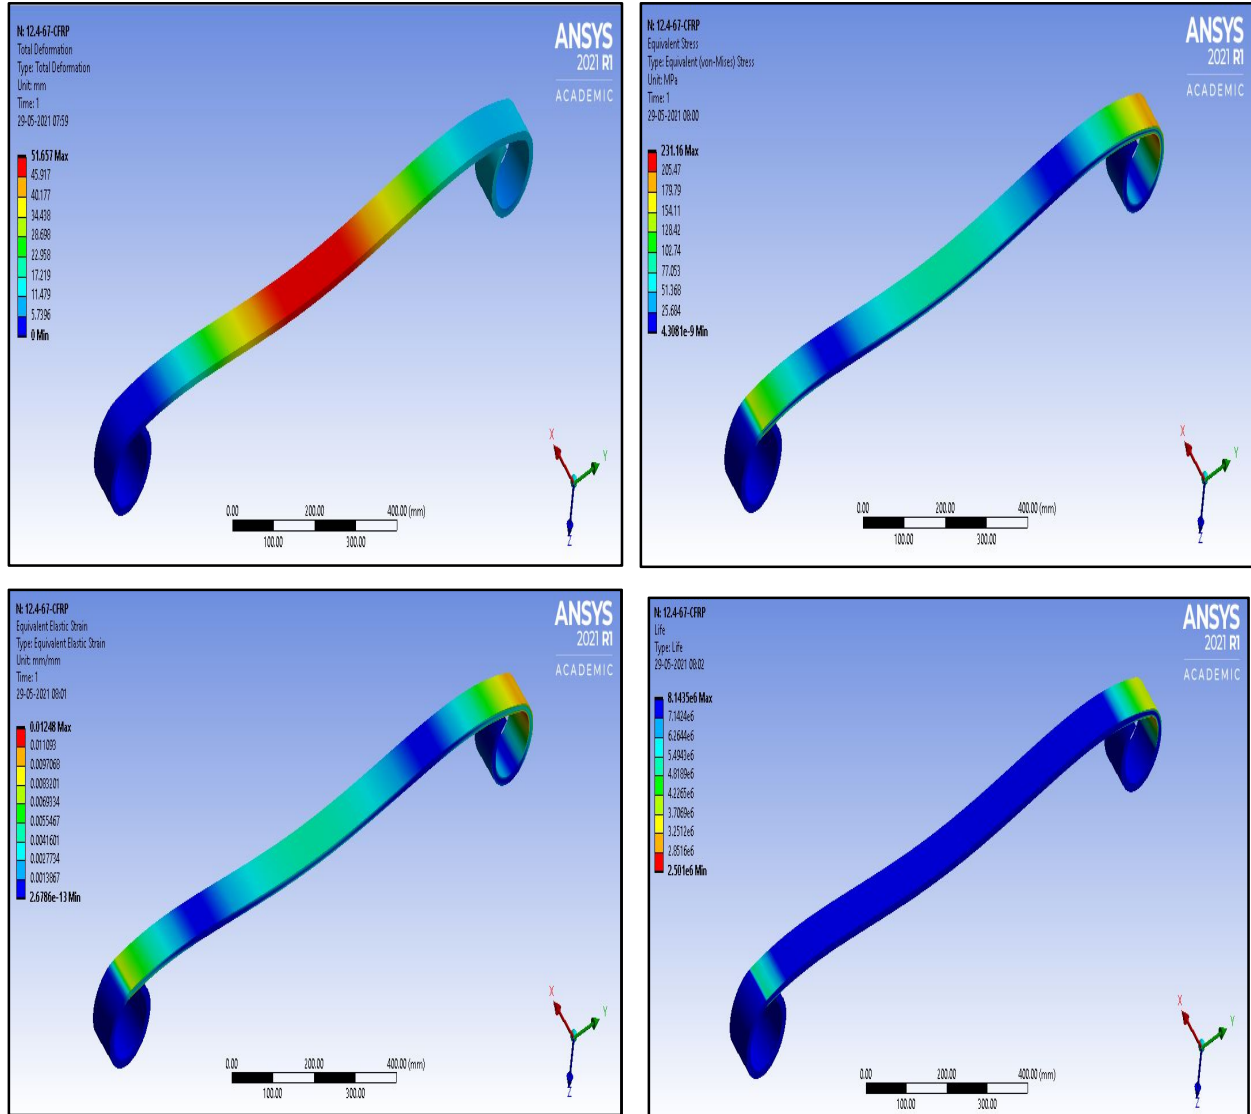 N: 12.4-67-CFRP
Total Deformation
Type: Total Deformation
Unit: mm
Time: 1
29-05-2021 07:59
51.657 Max
45.917
40.177
34.438
28.698
22.958
17.219
11.479
5.7396
0 Min
ANSYS
2021 R1
ACADEMIC
X
Y
Z
0.00
200.00
400.00 (mm)
100.00
300.00
N: 12.4-67-CFRP
Equivalent Stress
Type: Equivalent (von-Mises) Stress
Unit: MPa
Time: 1
29-05-2021 08:00
231.16 Max
205.47
179.79
154.11
128.42
102.74
77.053
51.368
25.684
4.3081e-9 Min
ANSYS
2021 R1
ACADEMIC
X
Y
Z
0.00
200.00
400.00 (mm)
100.00
300.00
N: 12.4-67-CFRP
Equivalent Elastic Strain
Type: Equivalent Elastic Strain
Unit: mm/mm
Time: 1
29-05-2021 08:01
0.01248 Max
0.011093
0.0097068
0.0083201
0.0069334
0.0055467
0.0041601
0.0027734
0.0013867
2.6786e-13 Min
ANSYS
2021 R1
ACADEMIC
X
Y
Z
0.00
200.00
400.00 (mm)
100.00
300.00
N: 12.4-67-CFRP
Life
Type: Life
29-05-2021 08:02
8.1435e6 Max
7.1424e6
6.2644e6
5.4943e6
4.8189e6
4.2265e6
3.7069e6
3.2512e6
2.8516e6
2.501e6 Min
ANSYS
2021 R1
ACADEMIC
X
Y
Z
0.00
200.00
400.00 (mm)
100.00
300.00